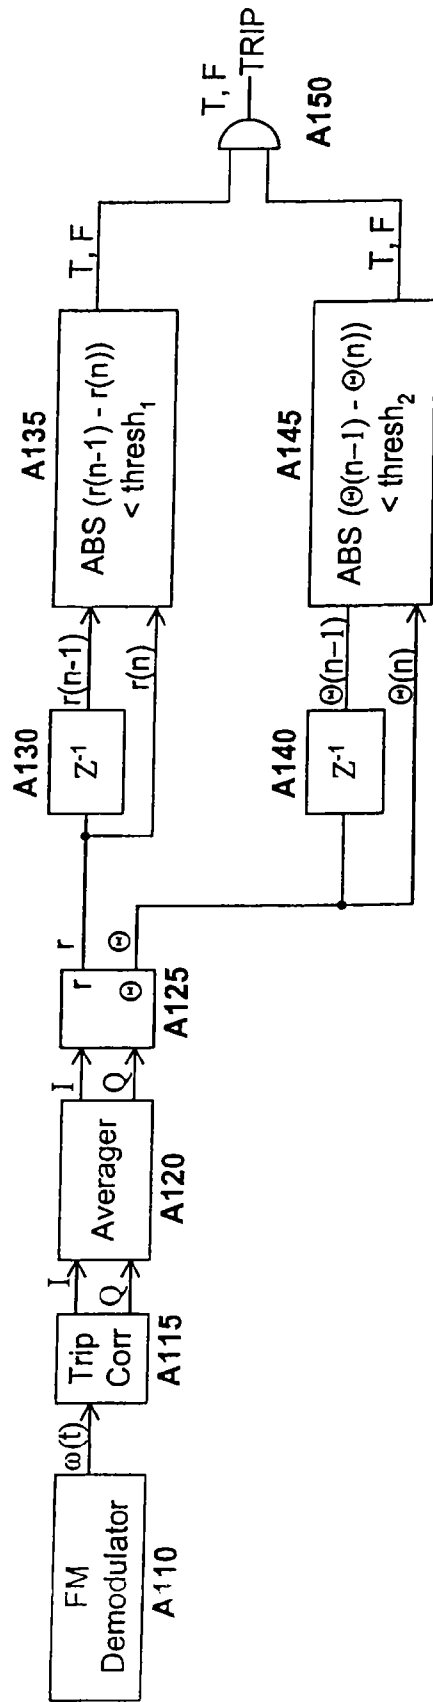 FM
Demodulator
A110
ω(t)
Trip
Corr
A115
I
Q
Averager
A120
I
Q
r
Θ
A125
r
Θ
A130
Z⁻¹
r(n-1)
r(n)
A135
ABS (r(n-1) - r(n))
< thresh₁
T, F
A140
Z⁻¹
Θ(n–1)
Θ(n)
A145
ABS (Θ(n–1) - Θ(n))
< thresh₂
T, F
T, F
TRIP
A150